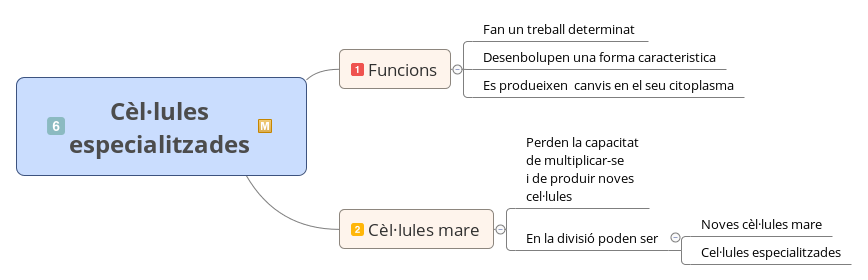 6
Cèl·lules
especialitzades
M
1 Funcions
Fan un treball determinat
Desenbolupen una forma caracteristica
Es produeixen  canvis en el seu citoplasma
2 Cèl·lules mare
Perden la capacitat
de multiplicar-se
i de produir noves
cel·lules
En la divisió poden ser
Noves cèl·lules mare
Cel·lules especialitzades